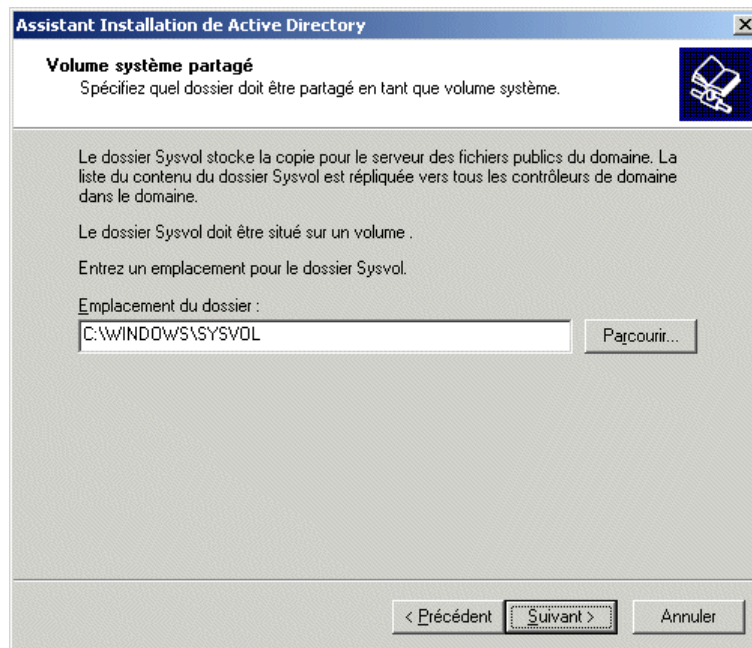 Assistant Installation de Active Directory
Volume système partagé
Spécifiez quel dossier doit être partagé en tant que volume système.
Le dossier Sysvol stocke la copie pour le serveur des fichiers publics du domaine. La
liste du contenu du dossier Sysvol est répliquée vers tous les contrôleurs de domaine
dans le domaine.
Le dossier Sysvol doit être situé sur un volume .
Entrez un emplacement pour le dossier Sysvol.
Emplacement du dossier :
C:\WINDOWS\SYSVOL
Parcourir...
< Précédent
Suivant >
Annuler